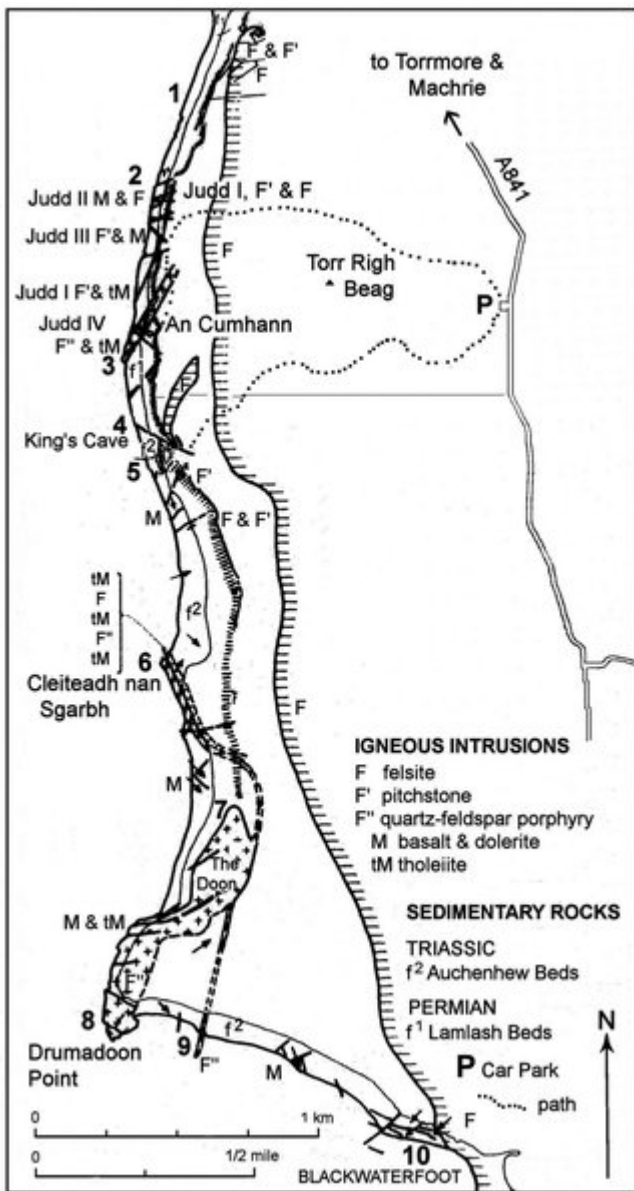 F & F'
F
to Torrmore &
Machrie
A841
1
2
Judd II M & F
Judd I, F' & F
Judd III F'& M
F
Torr Righ
Beag
Judd I F'& tM
P
Judd IV
An Cumhann
F" & tM
3
f1
F
4
King's Cave
f2
5
F'
M
F & F'
tM
F
tM
F"
tM
f2
6
Cleiteadh nan
Sgarbh
f
F
M
7
The
Doon
M & tM
F"
8
Drumadoon
Point
9
F"
f2
M
F
10
BLACKWATERFOOT
IGNEOUS INTRUSIONS
F felsite
F' pitchstone
F" quartz-feldspar porphyry
M basalt & dolerite
tM tholeiite
SEDIMENTARY ROCKS
TRIASSIC
f2 Auchenhew Beds
PERMIAN
f1 Lamlash Beds
P Car Park
path
N
0 1 km
0 1/2 mile